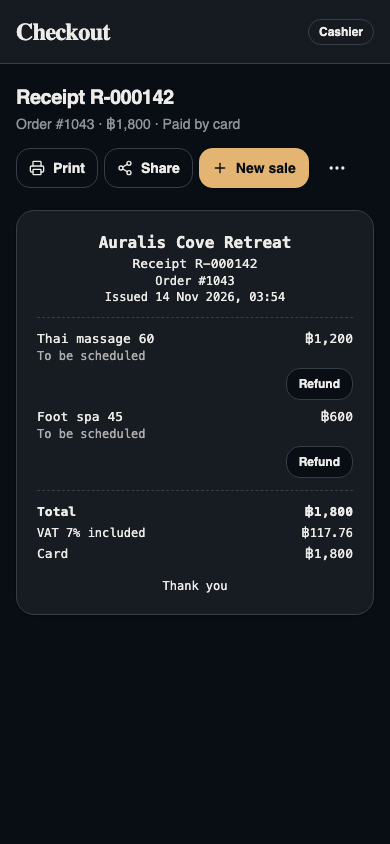 Checkout
Cashier
Receipt R-000142
Order #1043 · ฿1,800 · Paid by card
Print
Share
New sale
Auralis Cove Retreat
Receipt R-000142
Order #1043
Issued 14 Nov 2026, 03:54
Thai massage 60 ฿1,200
To be scheduled
Refund
Foot spa 45 ฿600
To be scheduled
Refund
Total ฿1,800
VAT 7% included ฿117.76
Card ฿1,800
Thank you